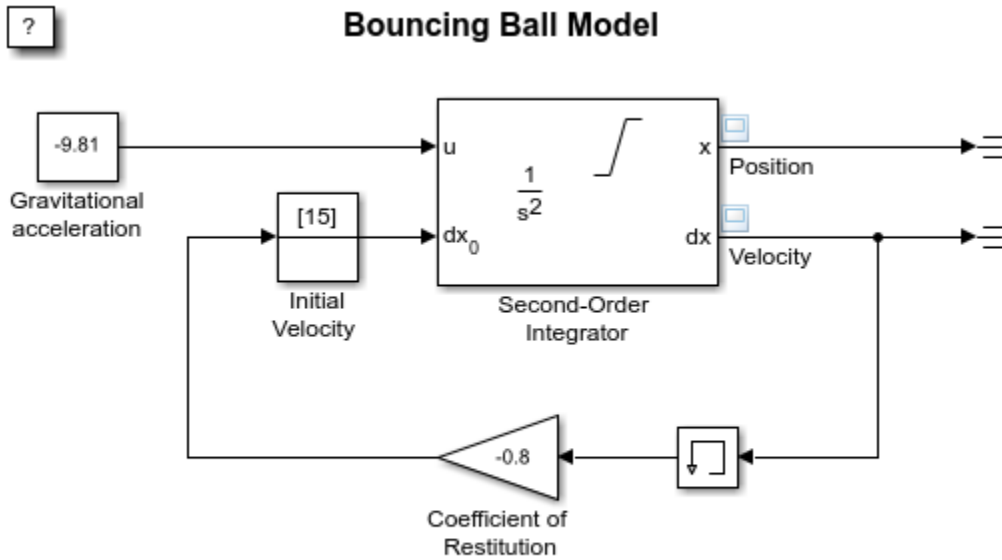 ?
Bouncing Ball Model
-9.81
Gravitational
acceleration
[15]
Initial
Velocity
u
dx0
1
s2
x
dx
Position
Velocity
Second-Order
Integrator
-0.8
Coefficient of
Restitution